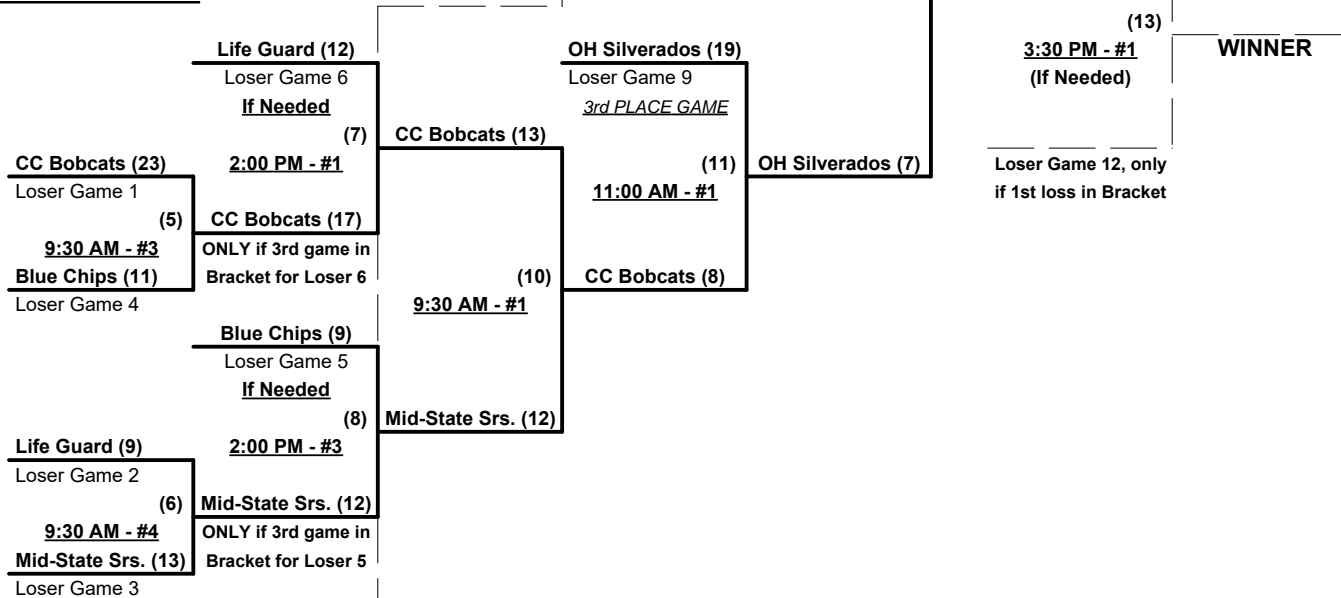 (13)
Life Guard (12)
OH Silverados (19)
3:30 PM - #1
WINNER
Loser Game 6
Loser Game 9
(If Needed)
If Needed
3rd PLACE GAME
(7)
CC Bobcats (13)
CC Bobcats (23)
2:00 PM - #1
(11)
OH Silverados (7)
Loser Game 12, only
Loser Game 1
11:00 AM - #1
if 1st loss in Bracket
(5)
CC Bobcats (17)
9:30 AM - #3
ONLY if 3rd game in
Blue Chips (11)
Bracket for Loser 6
(10)
CC Bobcats (8)
Loser Game 4
9:30 AM - #1
Blue Chips (9)
Loser Game 5
If Needed
(8)
Mid-State Srs. (12)
Life Guard (9)
2:00 PM - #3
Loser Game 2
(6)
Mid-State Srs. (12)
9:30 AM - #4
ONLY if 3rd game in
Mid-State Srs. (13)
Bracket for Loser 5
Loser Game 3